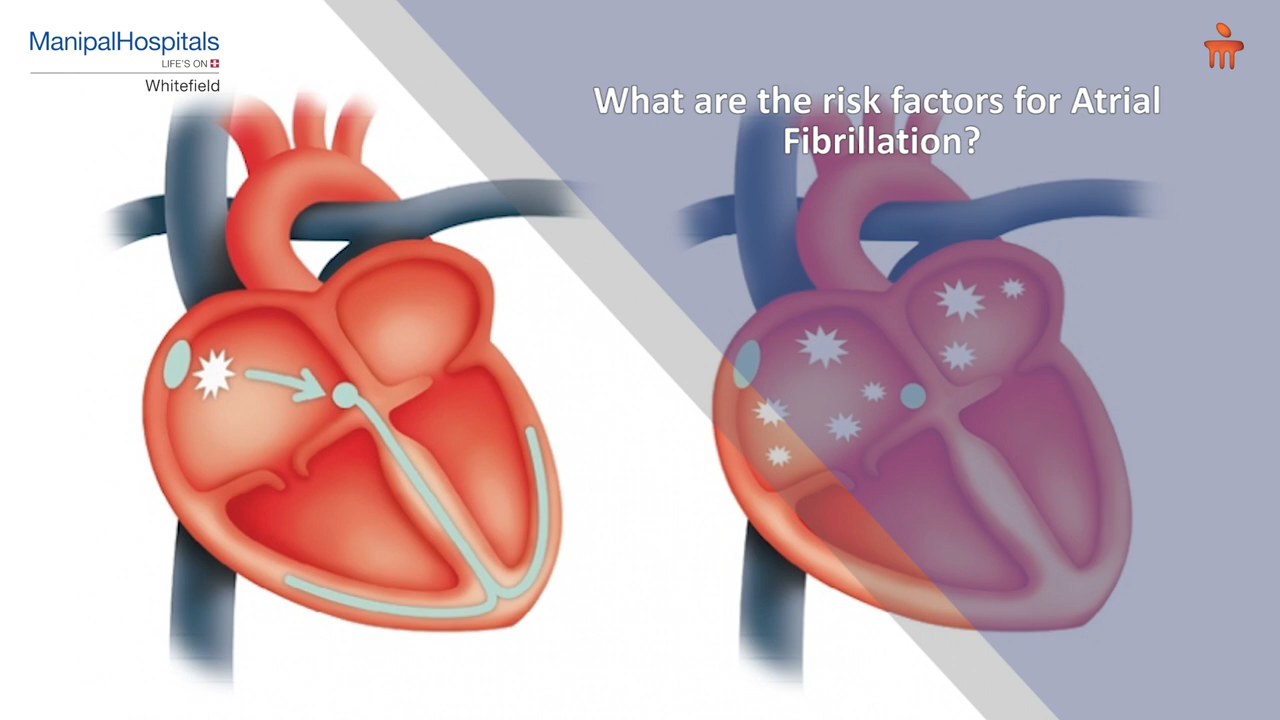 ManipalHospitals
LIFE'S ON
Whitefield
What are the risk factors for Atrial
Fibrillation?